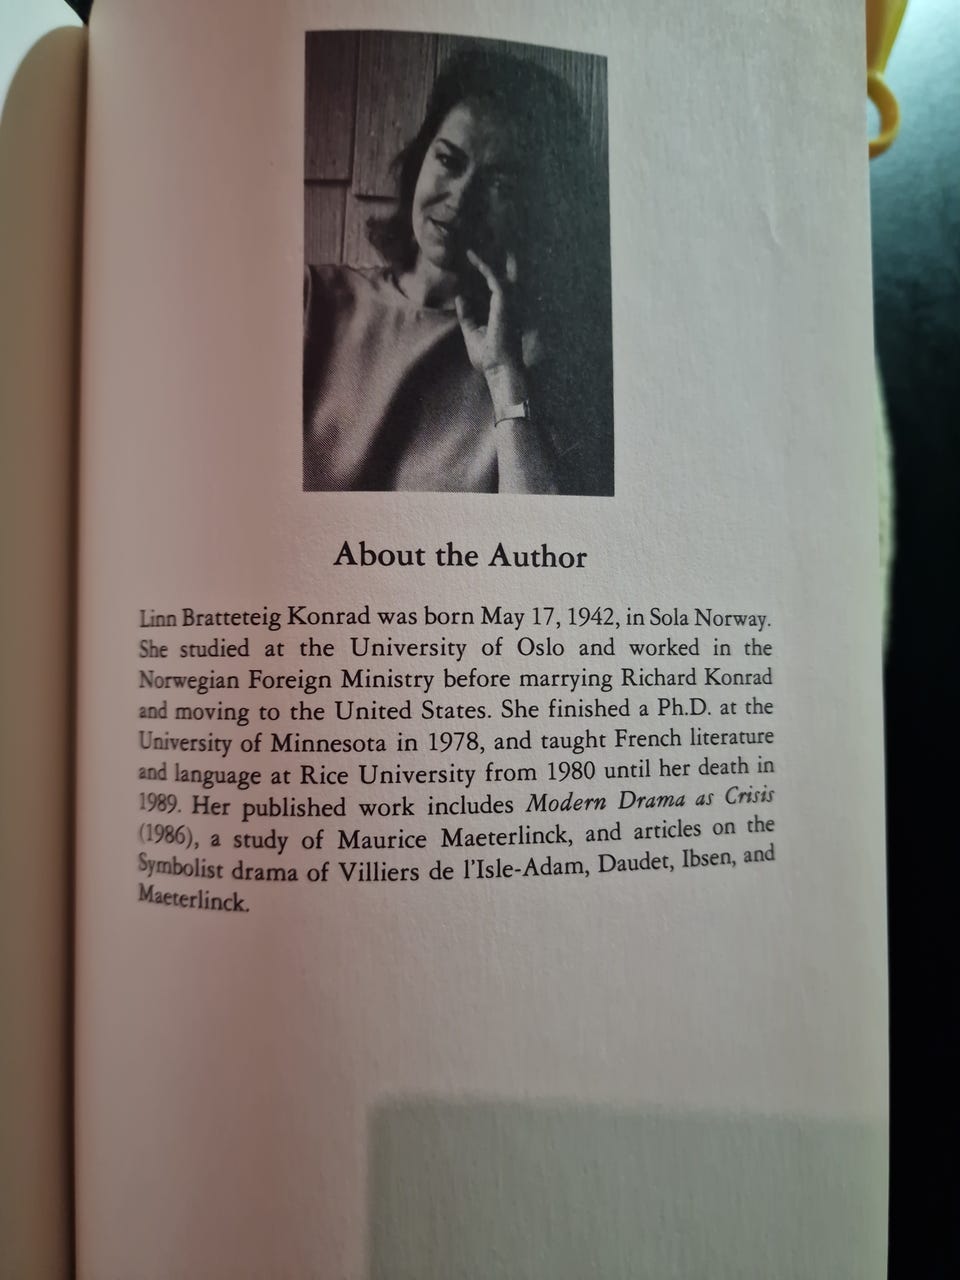 About the Author
Linn Bratteteig Konrad was born May 17, 1942, in Sola Norway.
She studied at the University of Oslo and worked in the
Norwegian Foreign Ministry before marrying Richard Konrad
and moving to the United States. She finished a Ph.D. at the
University of Minnesota in 1978, and taught French literature
and language at Rice University from 1980 until her death in
1989. Her published work includes Modern Drama as Crisis
(1986), a study of Maurice Maeterlinck, and articles on the
Symbolist drama of Villiers de l'Isle-Adam, Daudet, Ibsen, and
Maeterlinck.